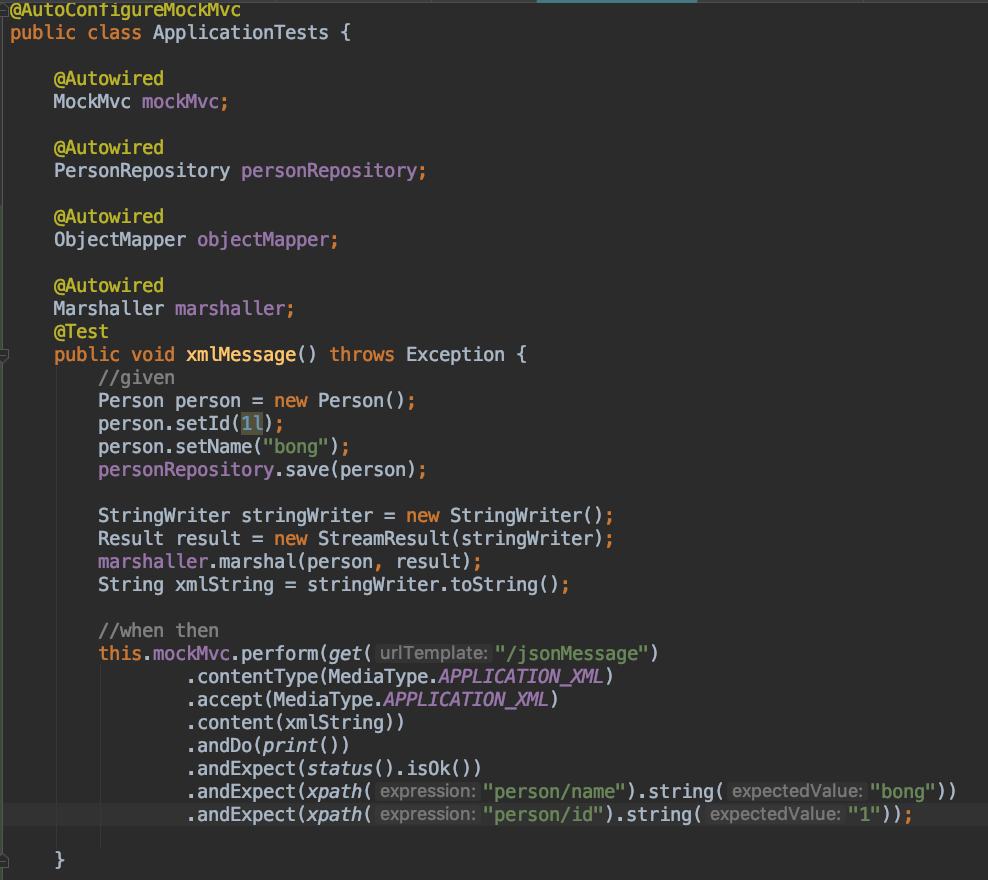 @AutoConfigureMockMvc
public class ApplicationTests {
@Autowired
MockMvc mockMvc;
@Autowired
PersonRepository personRepository;
@Autowired
ObjectMapper objectMapper;
@Autowired
Marshaller marshaller;
@Test
public void xmlMessage() throws Exception {
//given
Person person = new Person();
person.setId(1l);
person.setName("bong");
personRepository.save(person);
StringWriter stringWriter = new StringWriter();
Result result = new StreamResult(stringWriter);
marshaller.marshal(person, result);
String xmlString = stringWriter.toString();
//when then
this.mockMvc.perform(get( urlTemplate: "/jsonMessage")
.contentType(MediaType.APPLICATION_XML)
.accept(MediaType.APPLICATION_XML)
.content(xmlString))
.andDo(print())
.andExpect(status().isOk())
.andExpect(xpath( expression: "person/name").string( expectedValue: "bong"))
.andExpect(xpath( expression: "person/id").string( expectedValue: "1"));
}